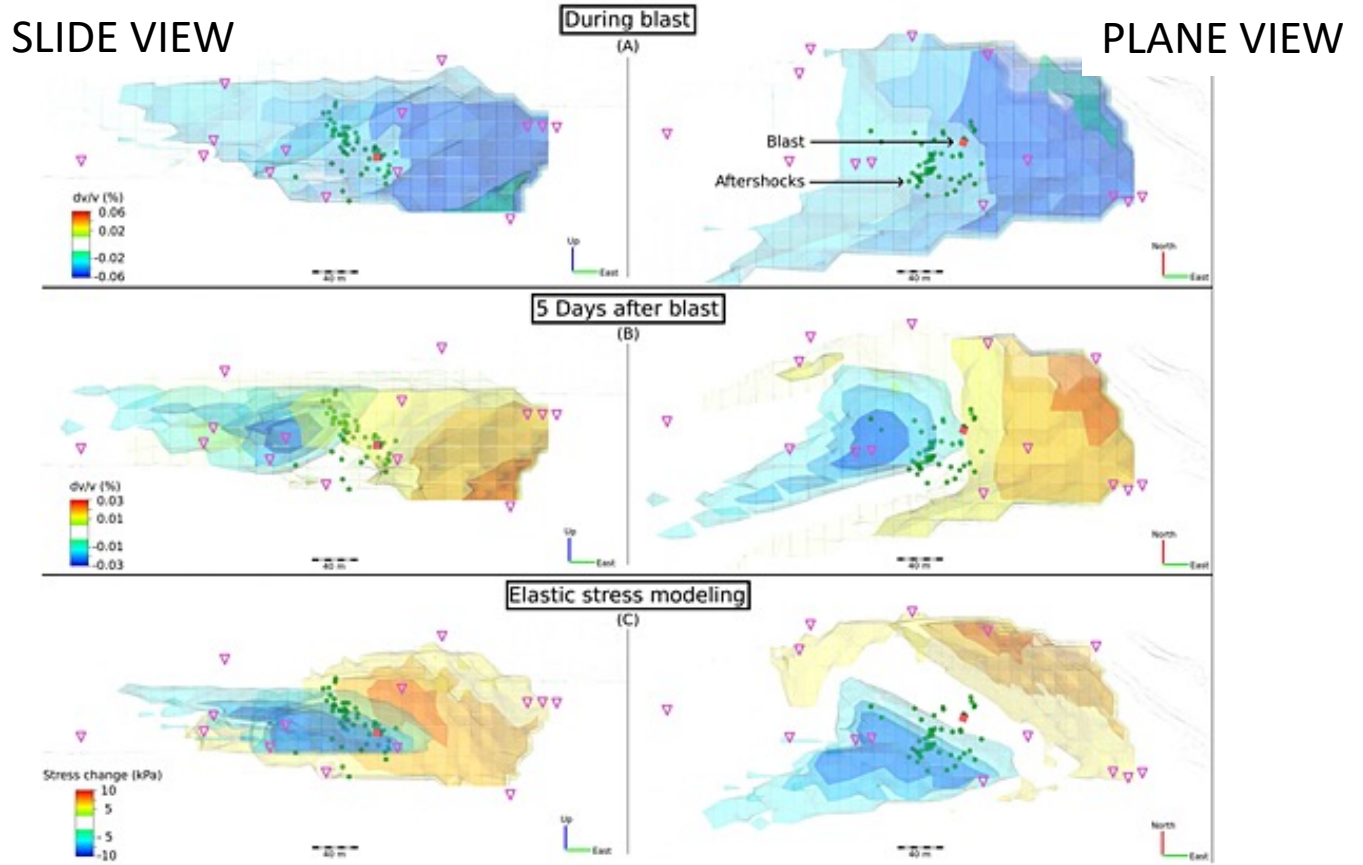 SLIDE VIEW
PLANE VIEW
During blast
(A)
Blast
Aftershocks
dv/v (%)
0.06
0.02
-0.02
-0.06
40 m
Up
East
40 m
North
East
5 Days after blast
(B)
dv/v (%)
0.03
0.01
-0.01
-0.03
40 m
Up
East
40 m
North
East
Elastic stress modeling
(C)
Stress change (kPa)
10
5
-5
-10
40 m
Up
East
40 m
North
East